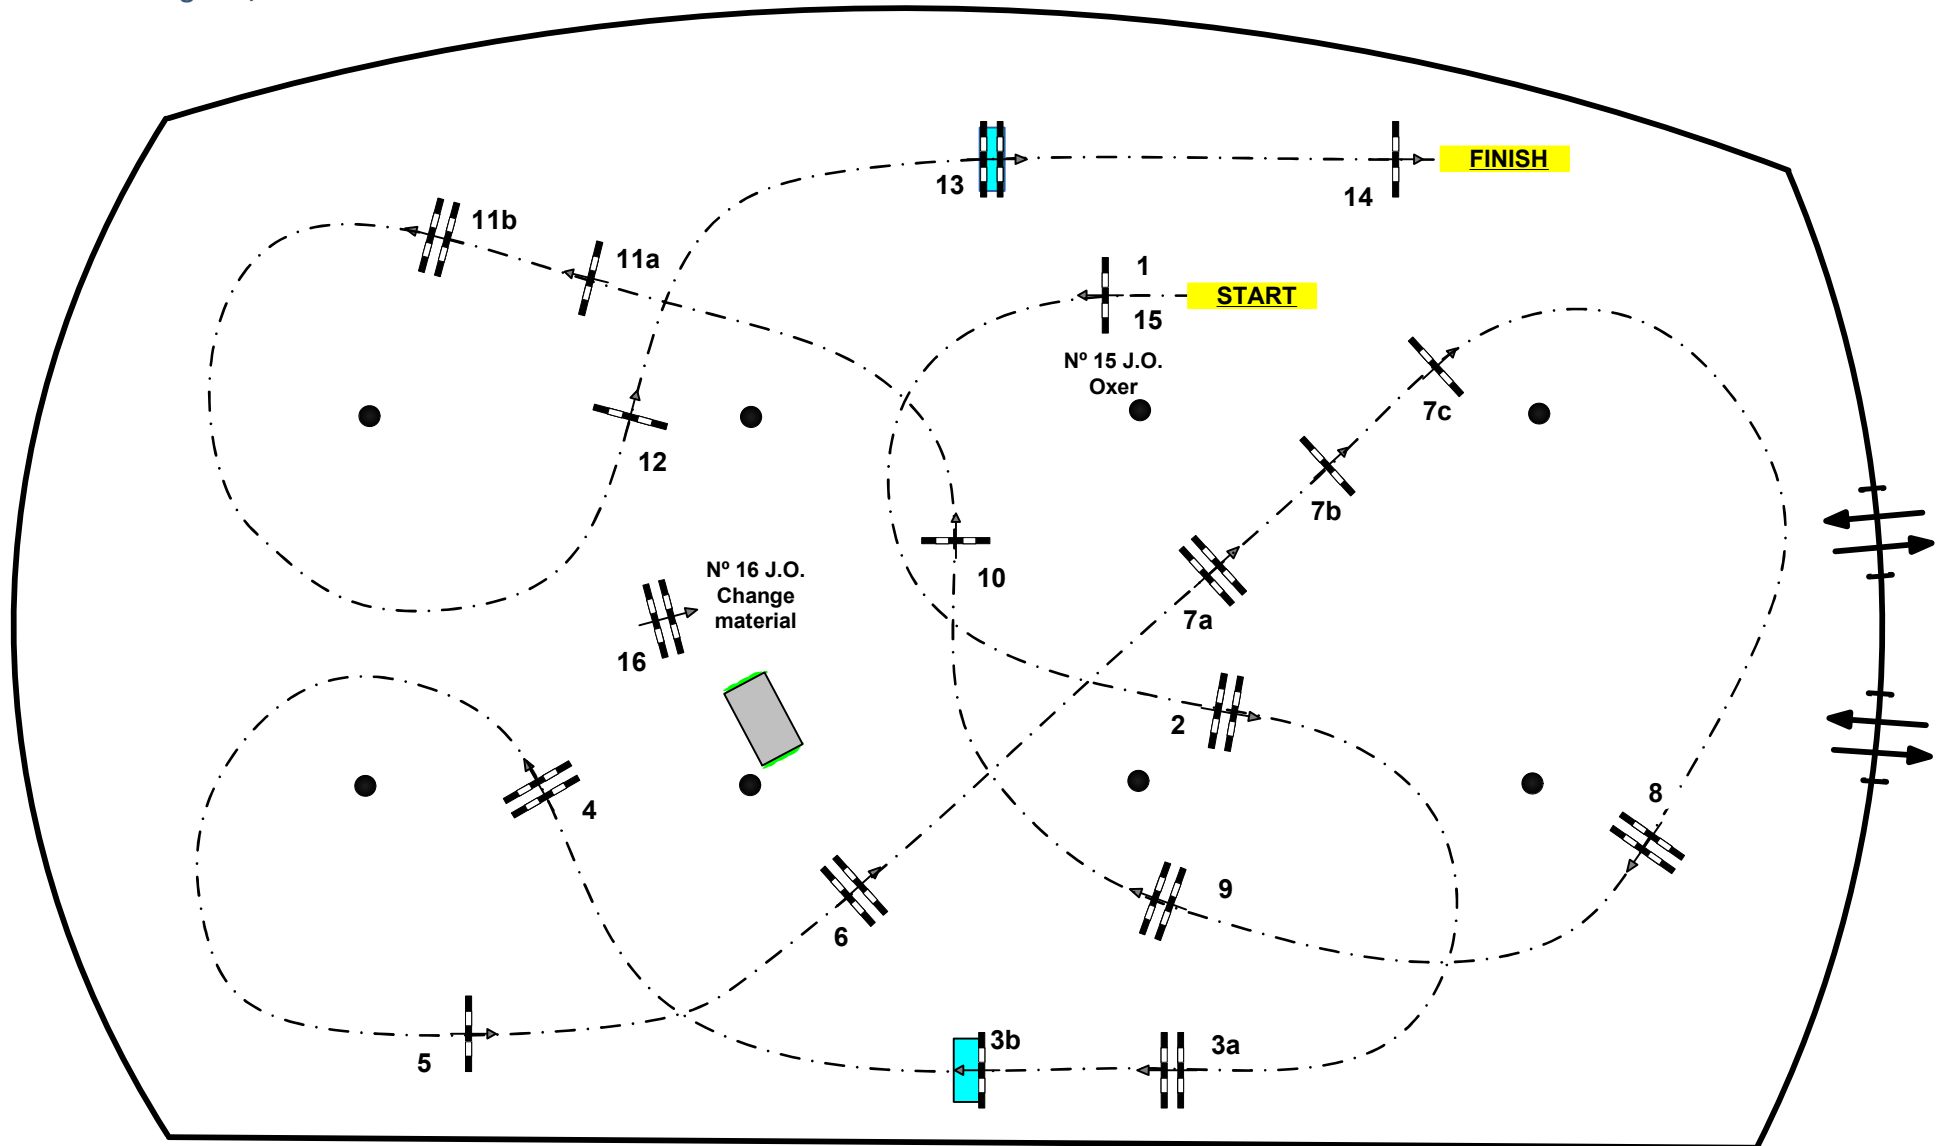 13
FINISH
14
11b
11a
1
START
15
Nº 15 J.O.
Oxer
7c
12
7b
10
Nº 16 J.O.
Change
material
7a
16
2
8
4
9
6
3b
3a
5